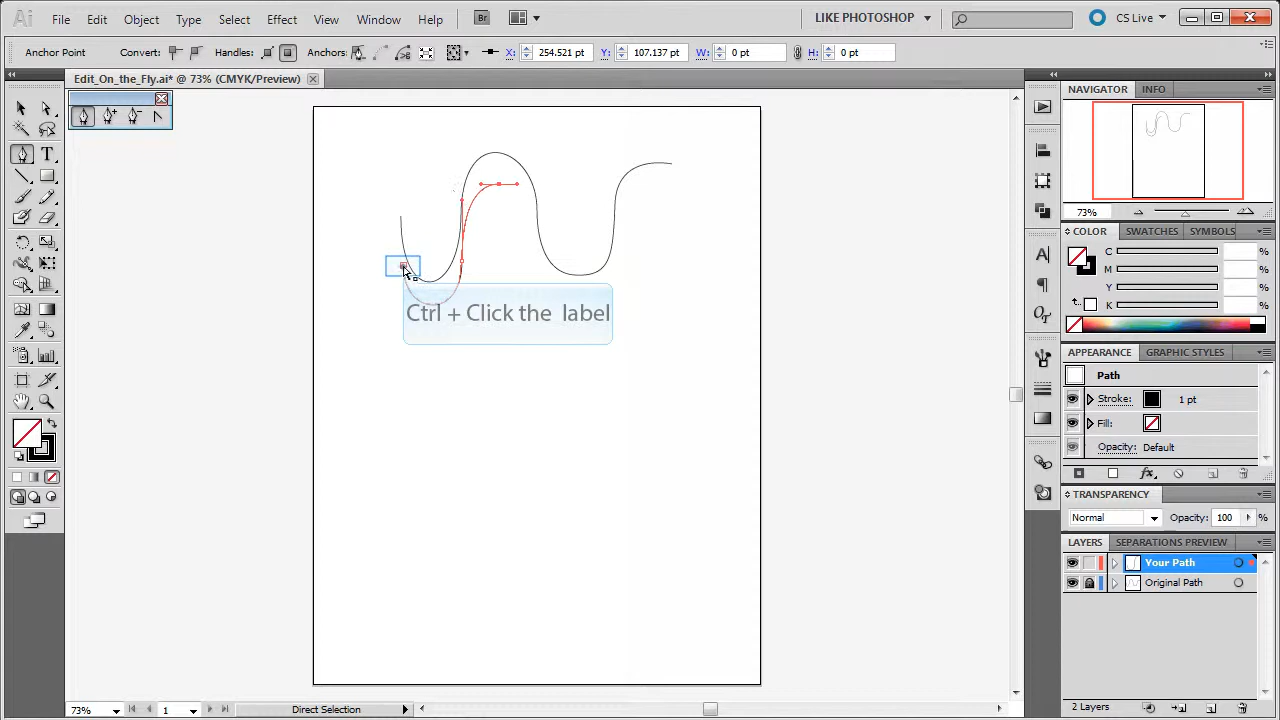 Ai File Edit Object Type Select Effect View Window Help Br LIKE PHOTOSHOP CS Live
Anchor Point Convert: Handles: Anchors: X: 254.521 pt Y: 107.137 pt W: 0 pt H: 0 pt
Edit_On_the_Fly.ai* @ 73% (CMYK/Preview)
NAVIGATOR INFO
73%
COLOR SWATCHES SYMBOLS
C %
M %
Y %
K %
Ctrl + Click the label
APPEARANCE GRAPHIC STYLES
Path
Stroke: 1 pt
Fill:
Opacity: Default
TRANSPARENCY
Normal Opacity: 100 %
LAYERS SEPARATIONS PREVIEW
Your Path
Original Path
2 Layers
73% 1 Direct Selection